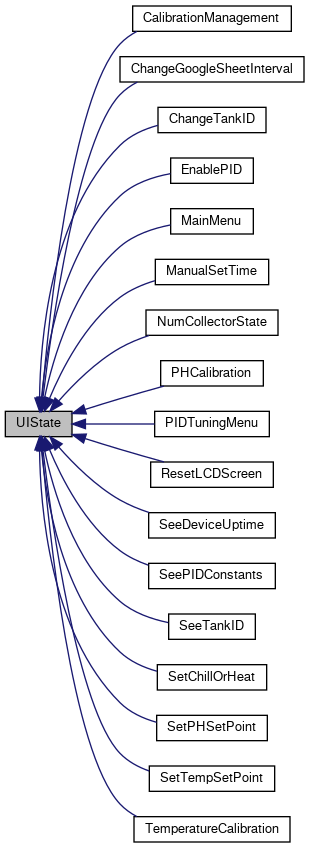 CalibrationManagement
ChangeGoogleSheetInterval
ChangeTankID
EnablePID
MainMenu
ManualSetTime
NumCollectorState
PHCalibration
UIState
PIDTuningMenu
ResetLCDScreen
SeeDeviceUptime
SeePIDConstants
SeeTankID
SetChillOrHeat
SetPHSetPoint
SetTempSetPoint
TemperatureCalibration